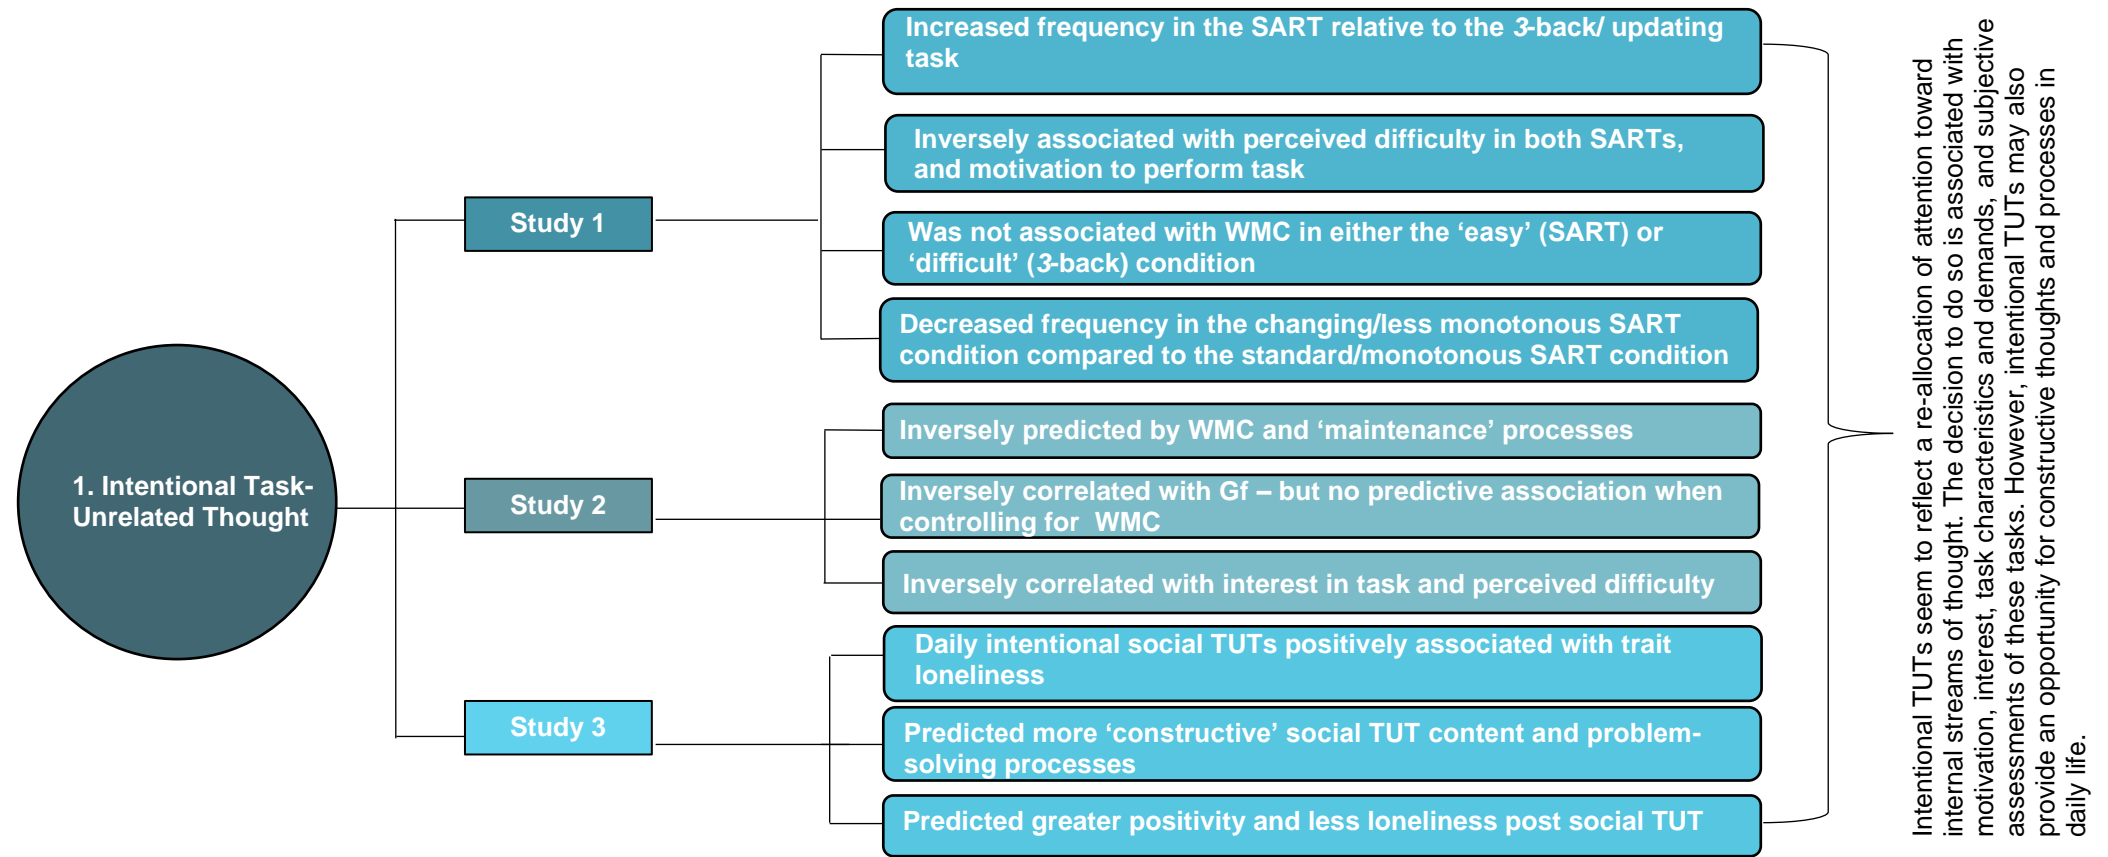 1. Intentional Task-
Unrelated Thought
Study 1
Increased frequency in the SART relative to the 3-back/ updating
task
Inversely associated with perceived difficulty in both SARTs,
and motivation to perform task
Was not associated with WMC in either the ‘easy’ (SART) or
‘difficult’ (3-back) condition
Decreased frequency in the changing/less monotonous SART
condition compared to the standard/monotonous SART condition
Study 2
Inversely predicted by WMC and ‘maintenance’ processes
Inversely correlated with Gf – but no predictive association when
controlling for WMC
Inversely correlated with interest in task and perceived difficulty
Study 3
Daily intentional social TUTs positively associated with trait
loneliness
Predicted more ‘constructive’ social TUT content and problem-
solving processes
Predicted greater positivity and less loneliness post social TUT
Intentional TUTs seem to reflect a re-allocation of attention toward
internal streams of thought. The decision to do so is associated with
motivation, interest, task characteristics and demands, and subjective
assessments of these tasks. However, intentional TUTs may also
provide an opportunity for constructive thoughts and processes in
daily life.